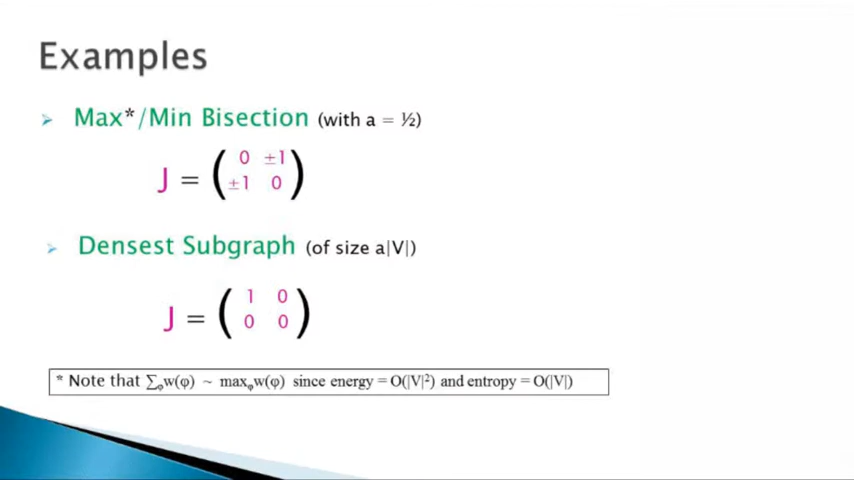 Examples
➢ Max*/Min Bisection (with a = ½)
J = ( 0 ±1
±1 0 )
➢ Densest Subgraph (of size a|V|)
J = ( 1 0
0 0 )
* Note that ∑φw(φ) ~ maxφw(φ) since energy = O(|V|²) and entropy = O(|V|)